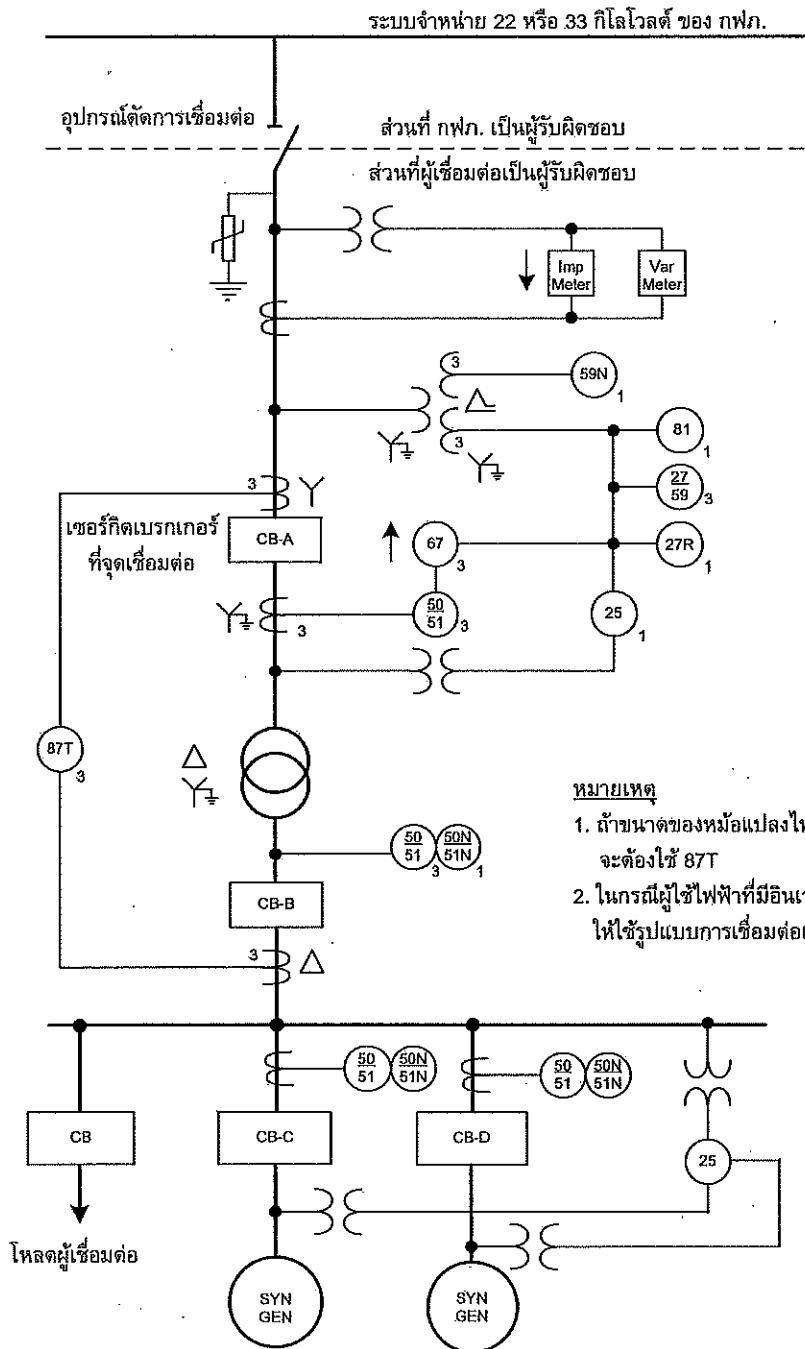 ระบบจำหน่าย 22 หรือ 33 กิโลโวลต์ ของ กฟภ.
อุปกรณ์ตัดการเชื่อมต่อ
ส่วนที่ กฟภ. เป็นผู้รับผิดชอบ
ส่วนที่ผู้เชื่อมต่อเป็นผู้รับผิดชอบ
Imp
Meter
Var
Meter
3
59N
1
3
81
1
27
59
3
3
เซอร์กิตเบรกเกอร์
ที่จุดเชื่อมต่อ
CB-A
67
3
27R
1
3
50
51
3
25
1
87T
3
หมายเหตุ
1. ถ้าขนาดของหม้อแปลง
จะต้องใช้ 87T
2. ในกรณีผู้ใช้ไฟฟ้าที่มี
ให้ใช้รูปแบบการเชื่อมต่อ
50
51
3
50N
51N
1
CB-B
3
50
51
50N
51N
50
51
50N
51N
CB
CB-C
CB-D
25
โหลดผู้เชื่อมต่อ
SYN
GEN
SYN
GEN